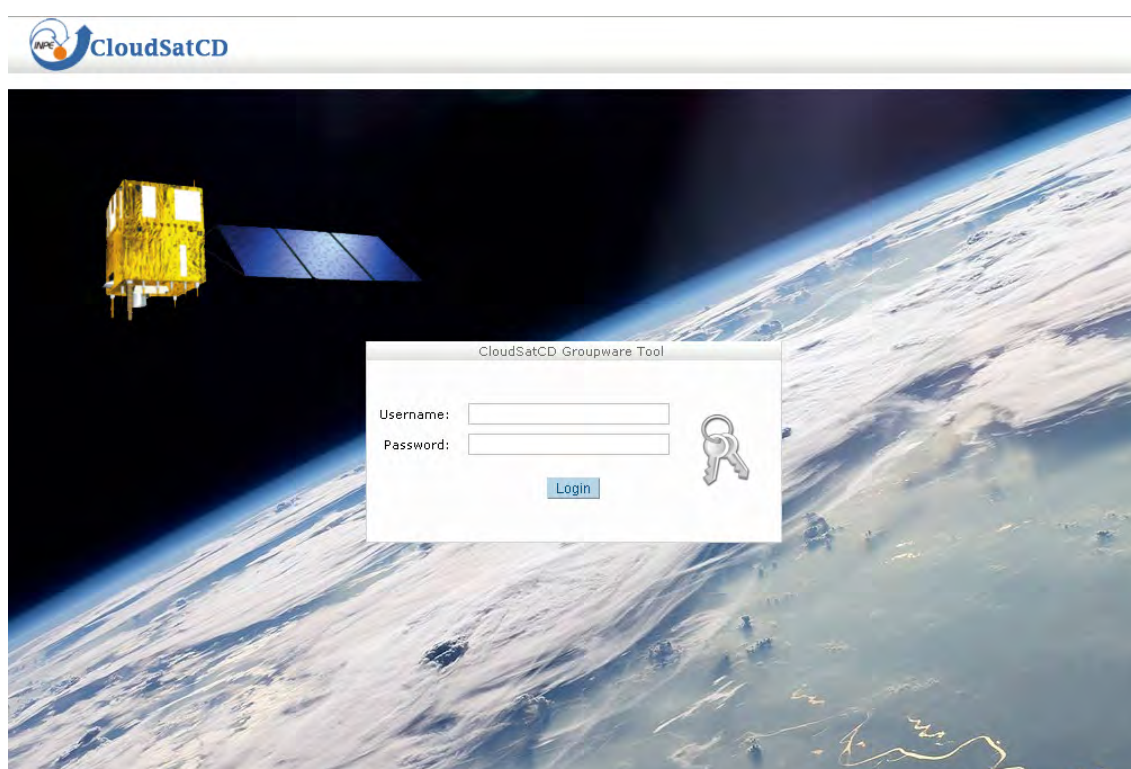 INPE
CloudSatCD
CloudSatCD Groupware Tool
Username:
Password:
Login